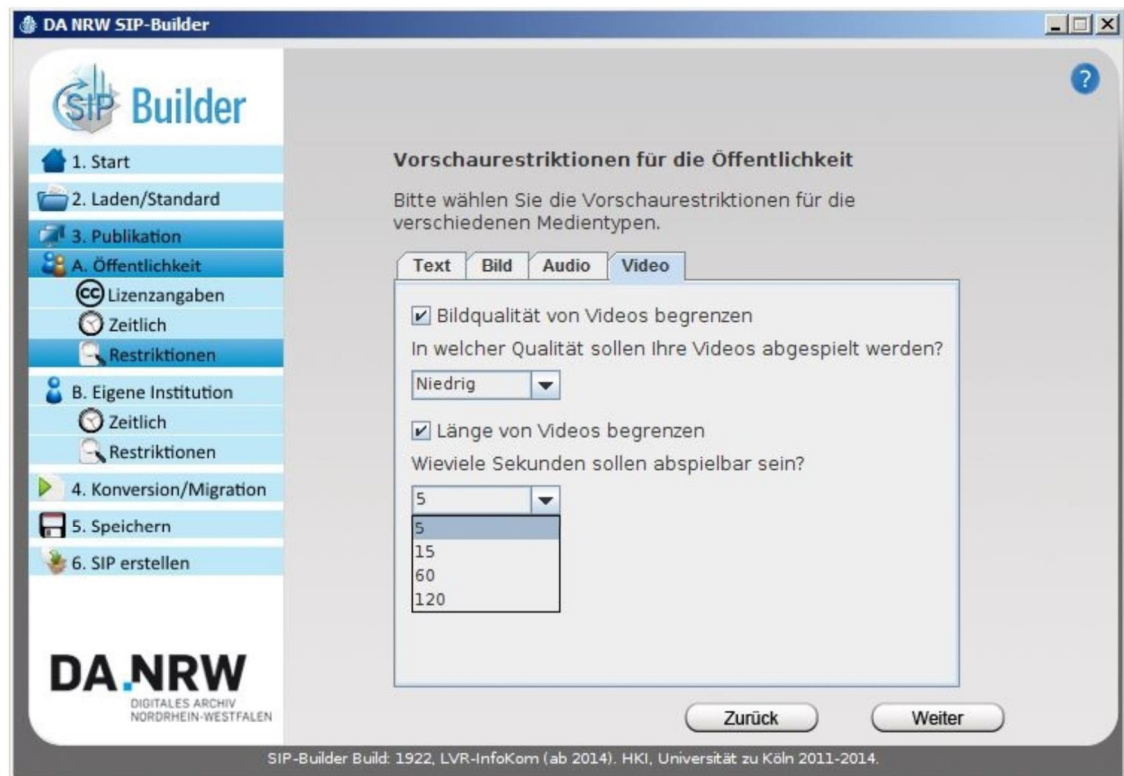 DA NRW SIP-Builder
SIP Builder
1. Start
2. Laden/Standard
3. Publikation
A. Öffentlichkeit
cc Lizenzangaben
Zeitlich
Restriktionen
B. Eigene Institution
Zeitlich
Restriktionen
4. Konversion/Migration
5. Speichern
6. SIP erstellen
DA.NRW
DIGITALES ARCHIV
NORDRHEIN-WESTFALEN
?
Vorschaurestriktionen für die Öffentlichkeit
Bitte wählen Sie die Vorschaurestriktionen für die
verschiedenen Medientypen.
Text Bild Audio Video
Bildqualität von Videos begrenzen
In welcher Qualität sollen Ihre Videos abgespielt werden?
Niedrig
Länge von Videos begrenzen
Wieviele Sekunden sollen abspielbar sein?
5
5
15
60
120
Zurück Weiter
SIP-Builder Build: 1922, LVR-InfoKom (ab 2014). HKI, Universität zu Köln 2011-2014.